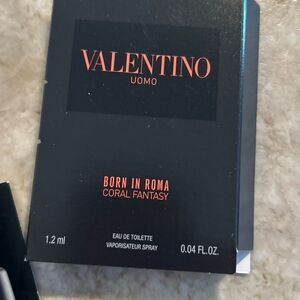 VALENTINO
UOMO
BORN IN ROMA
CORAL FANTASY
EAU DE TOILETTE
1.2 ml VAPORISATEUR SPRAY 0.04 FL.OZ.